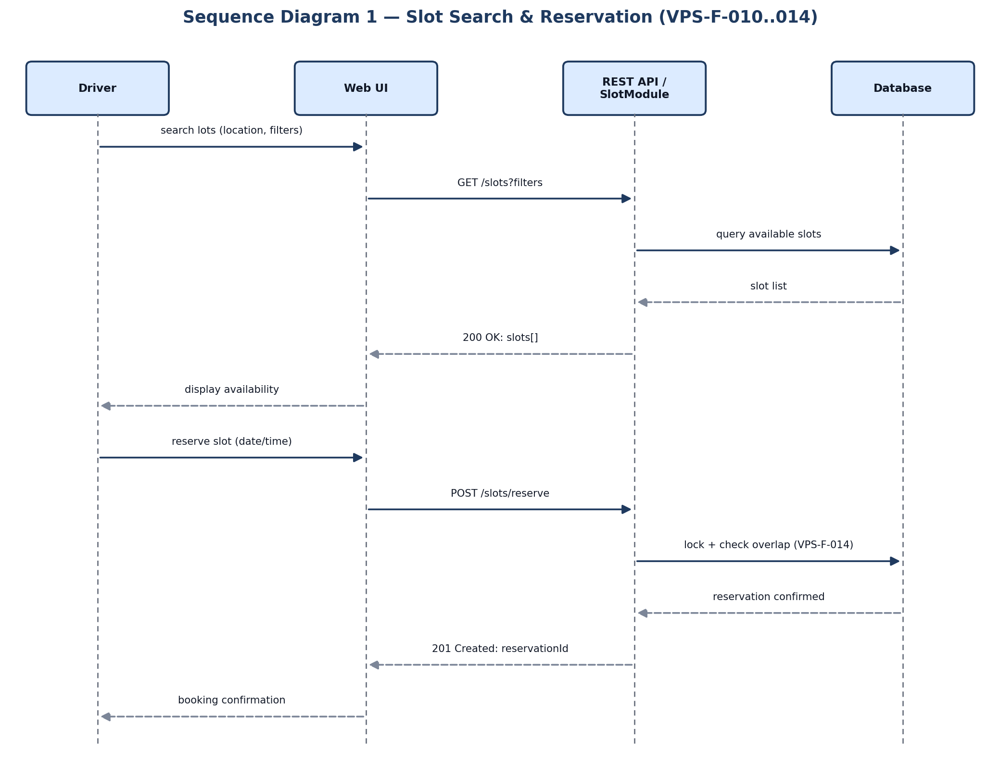 Sequence Diagram 1 — Slot Search & Reservation (VPS-F-010..014)
Driver
Web UI
REST API /
SlotModule
Database
search lots (location, filters)
GET /slots?filters
query available slots
slot list
200 OK: slots[]
display availability
reserve slot (date/time)
POST /slots/reserve
lock + check overlap (VPS-F-014)
reservation confirmed
201 Created: reservationId
booking confirmation